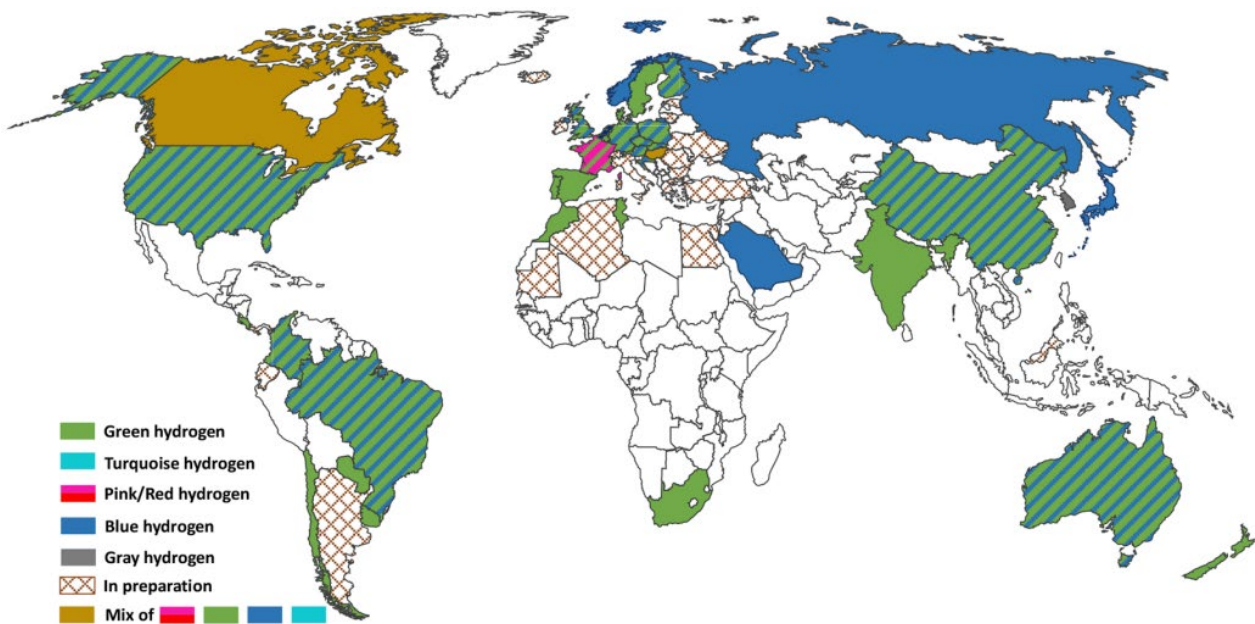 Green hydrogen
Turquoise hydrogen
Pink/Red hydrogen
Blue hydrogen
Gray hydrogen
In preparation
Mix of